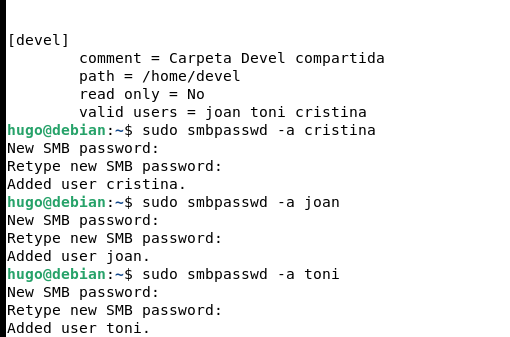 [devel]
        comment = Carpeta Devel compartida
        path = /home/devel
        read only = No
        valid users = joan toni cristina
hugo@debian:~$ sudo smbpasswd -a cristina
New SMB password:
Retype new SMB password:
Added user cristina.
hugo@debian:~$ sudo smbpasswd -a joan
New SMB password:
Retype new SMB password:
Added user joan.
hugo@debian:~$ sudo smbpasswd -a toni
New SMB password:
Retype new SMB password:
Added user toni.